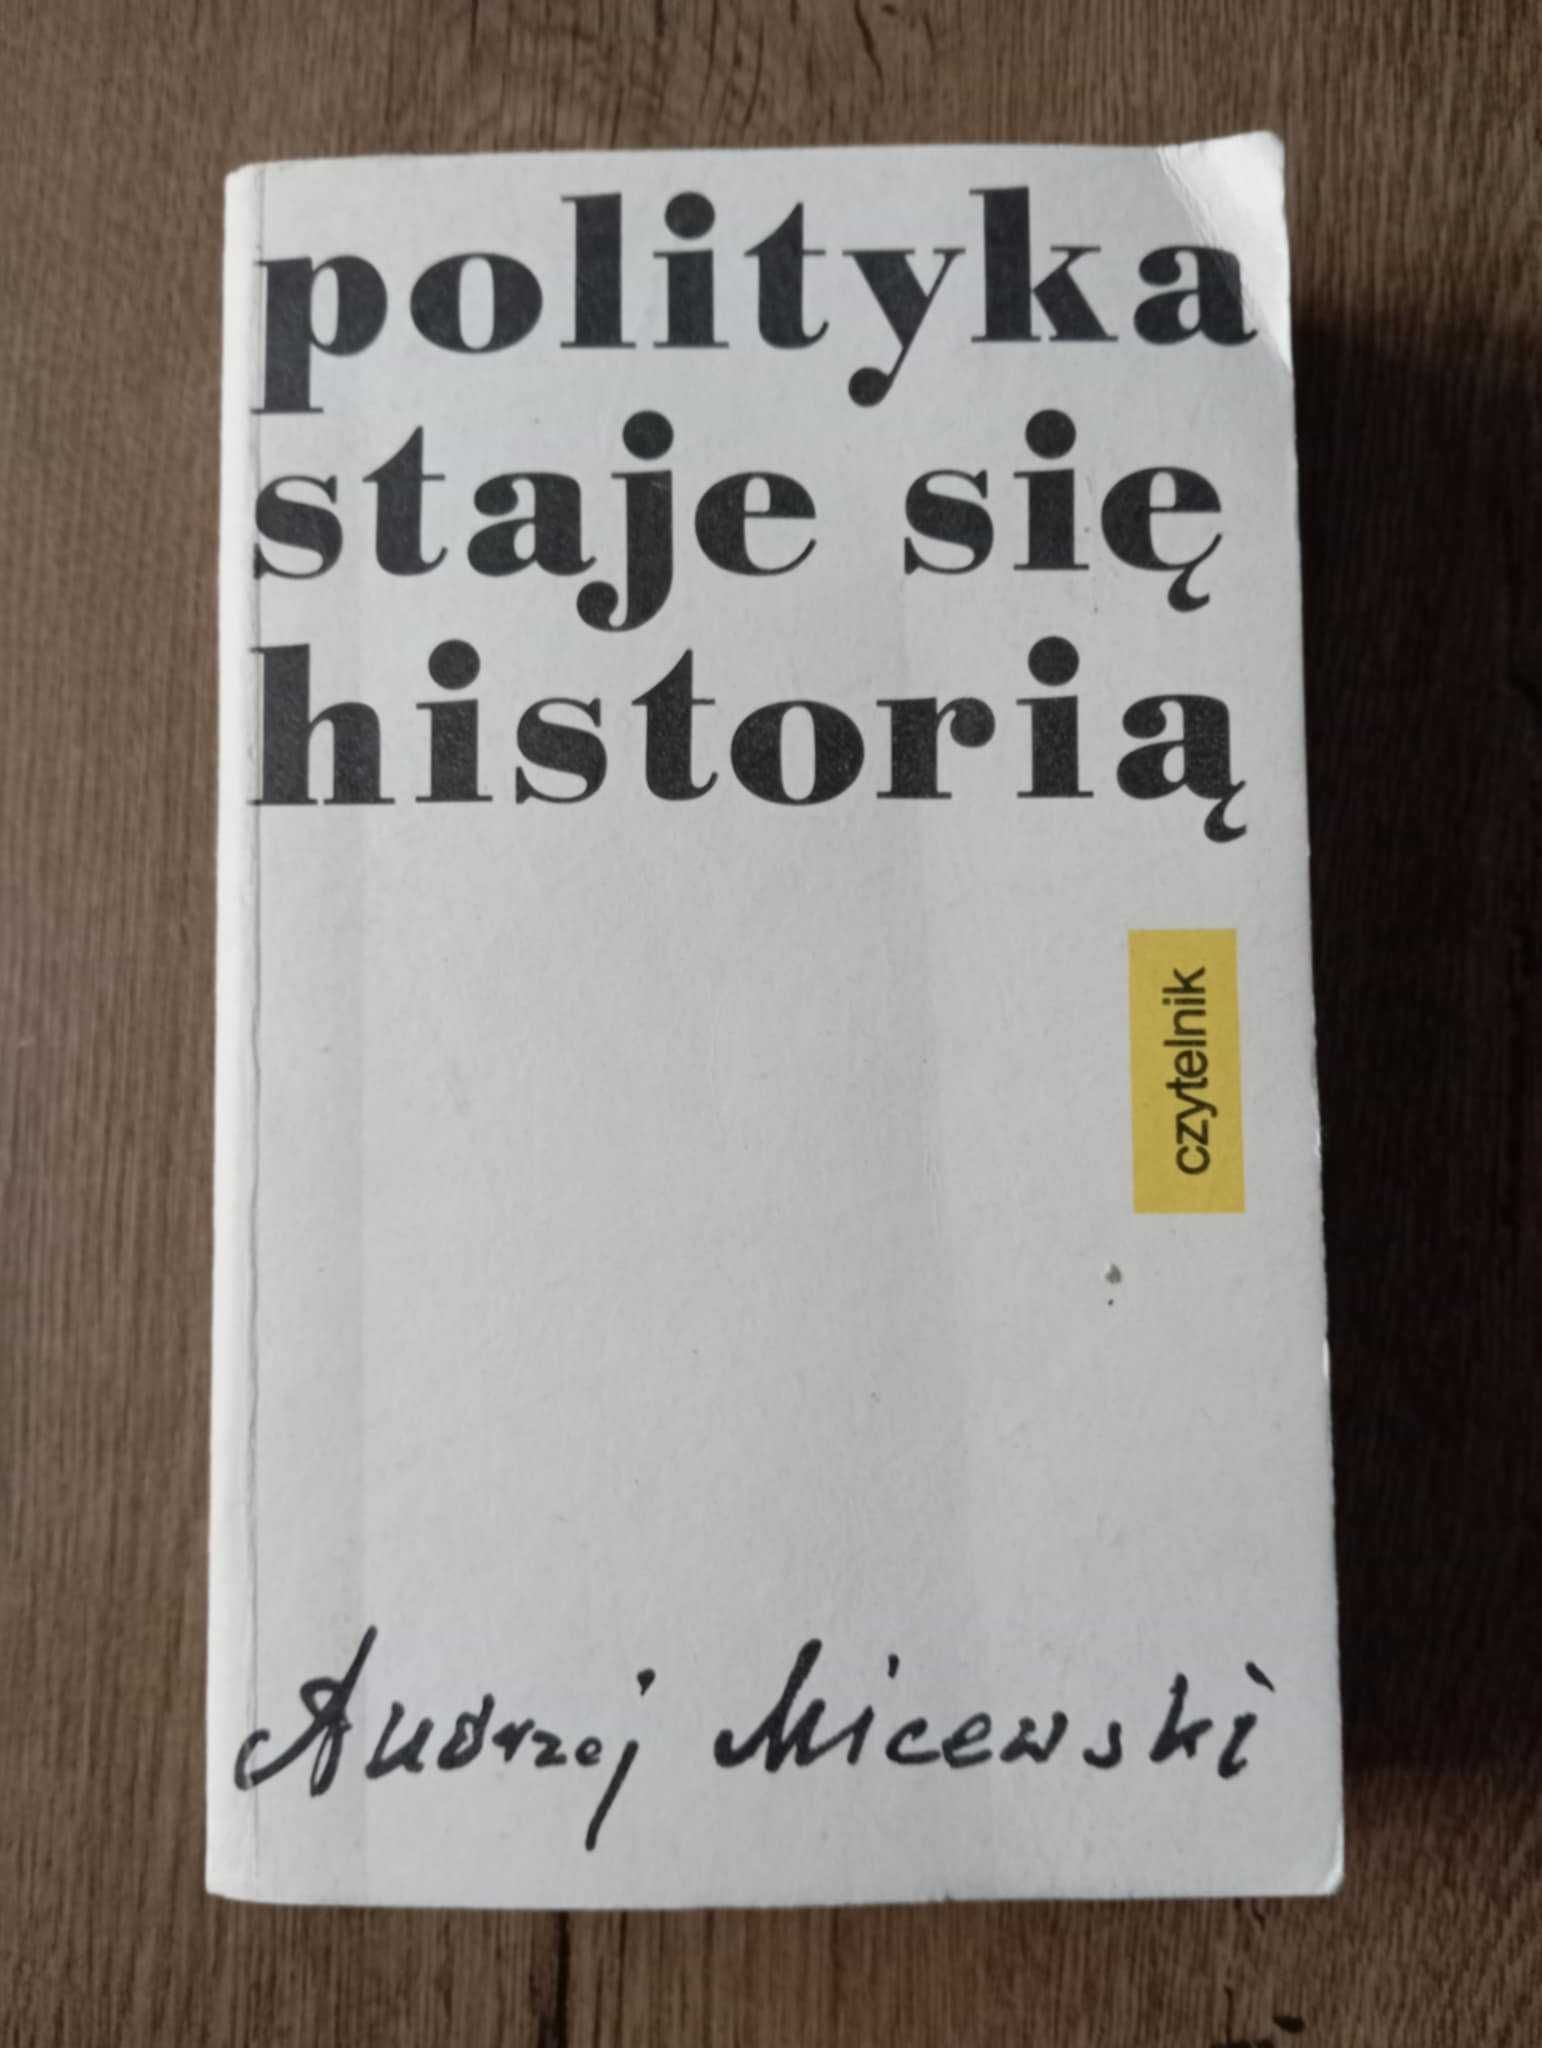 polityka
staje się
historią
czytelnik
Andrzej Micewski